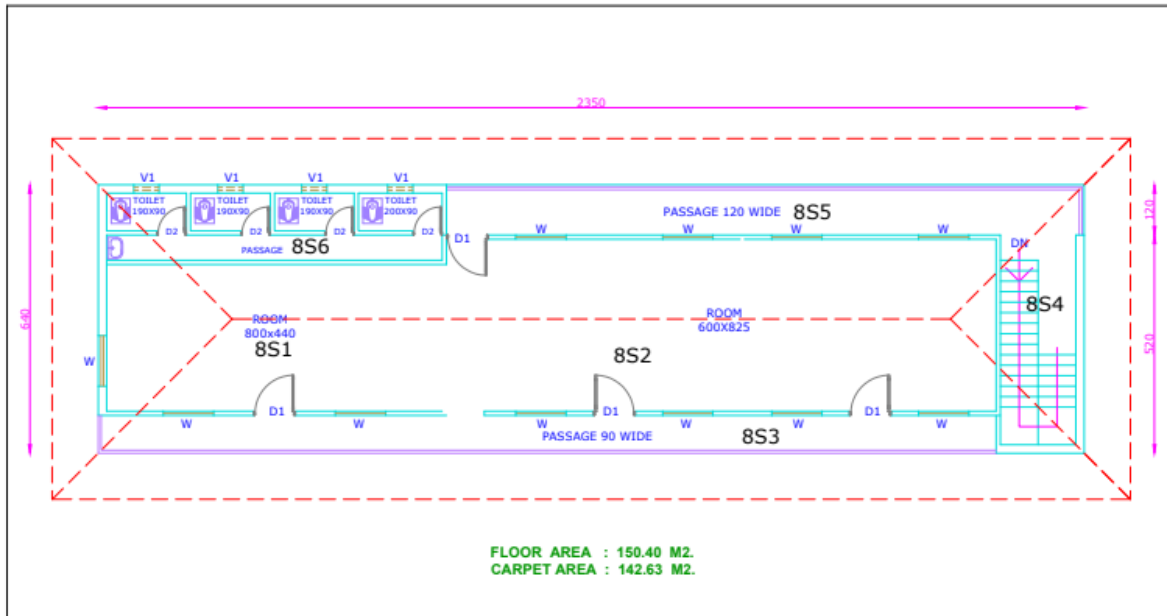 2350
V1
V1
V1
V1
TOILET
190X90
TOILET
190X90
TOILET
190X90
TOILET
200X90
D2
D2
D2
D2
PASSAGE 8S6
D1
PASSAGE 120 WIDE 8S5
W
W
W
W
120
DN
8S4
640
520
ROOM
800x440
8S1
ROOM
600X825
8S2
W
D1
D1
D1
W
W
W
W
W
W
PASSAGE 90 WIDE 8S3
FLOOR AREA : 150.40 M2.
CARPET AREA : 142.63 M2.